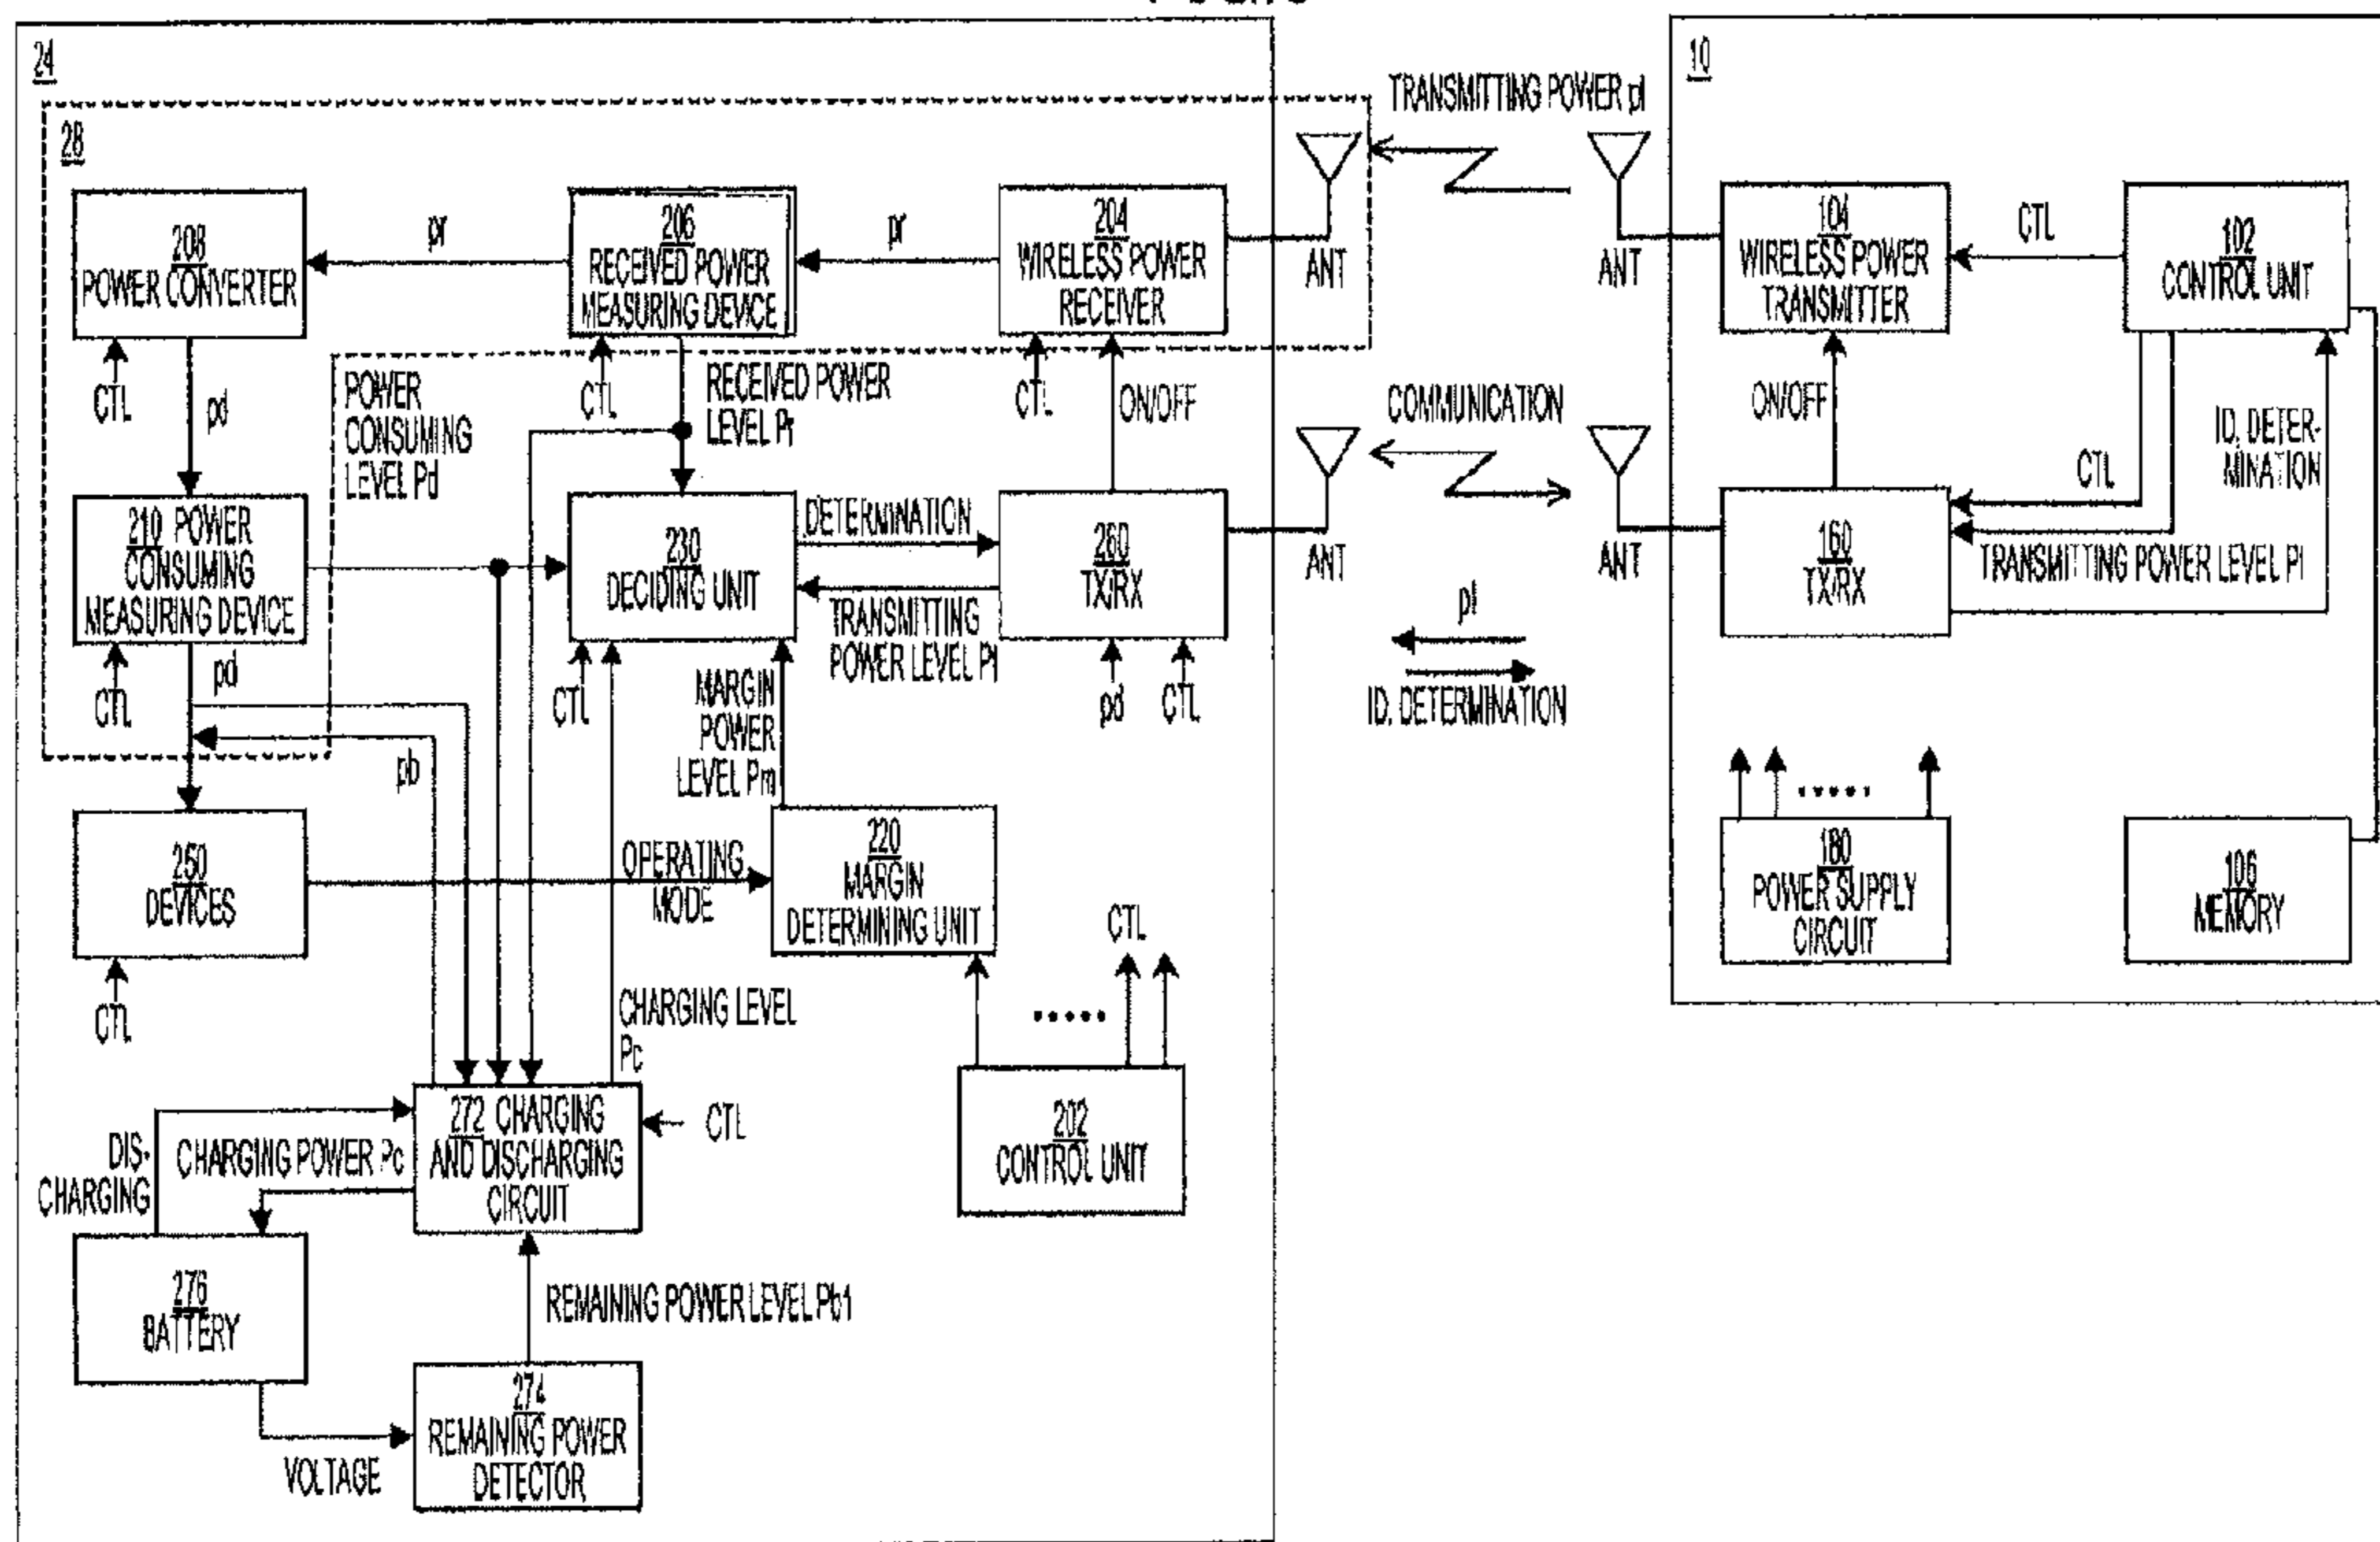 24
28
208
POWER CONVERTER
pr
206
RECEIVED POWER
MEASURING DEVICE
pr
204
WIRELESS POWER
RECEIVER
ANT
CTL
pd
CTL
CTL
ON/OFF
POWER
CONSUMING
LEVEL Pd
RECEIVED POWER
LEVEL Pr
210 POWER
CONSUMING
MEASURING DEVICE
230
DECIDING UNIT
DETERMINATION
TRANSMITTING
POWER LEVEL Pt
260
TX/RX
ANT
CTL
pd
CTL
pd
CTL
MARGIN
POWER
LEVEL Pm
pb
250
DEVICES
CTL
OPERATING
MODE
220
MARGIN
DETERMINING UNIT
CTL
.....
202
CONTROL UNIT
CHARGING LEVEL
Pc
272 CHARGING
AND DISCHARGING
CIRCUIT
CTL
DIS-
CHARGING
CHARGING POWER Pc
276
BATTERY
REMAINING POWER LEVEL Pb1
274
REMAINING POWER
DETECTOR
VOLTAGE
TRANSMITTING POWER pt
COMMUNICATION
pt
ID, DETERMINATION
10
ANT
104
WIRELESS POWER
TRANSMITTER
CTL
102
CONTROL UNIT
ON/OFF
CTL
ID, DETER-
MINATION
ANT
160
TX/RX
TRANSMITTING POWER LEVEL Pt
.....
180
POWER SUPPLY
CIRCUIT
106
MEMORY